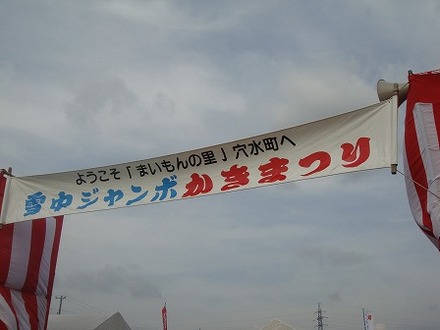 ようこそ「まいもんの里」穴水町へ
雪中ジャンボかきまつり